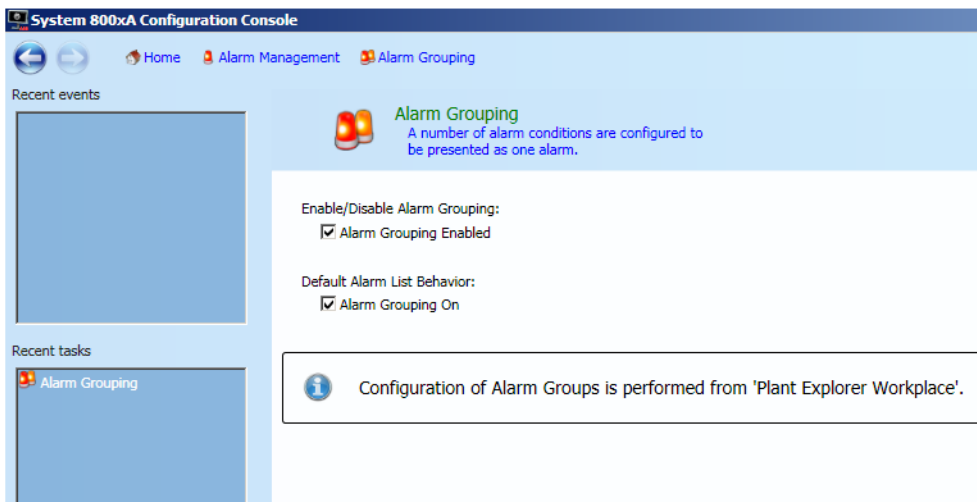 System 800xA Configuration Console
Home Alarm Management Alarm Grouping
Recent events
Alarm Grouping
A number of alarm conditions are configured to
be presented as one alarm.
Enable/Disable Alarm Grouping:
Alarm Grouping Enabled
Default Alarm List Behavior:
Alarm Grouping On
Recent tasks
Alarm Grouping
Configuration of Alarm Groups is performed from 'Plant Explorer Workplace'.